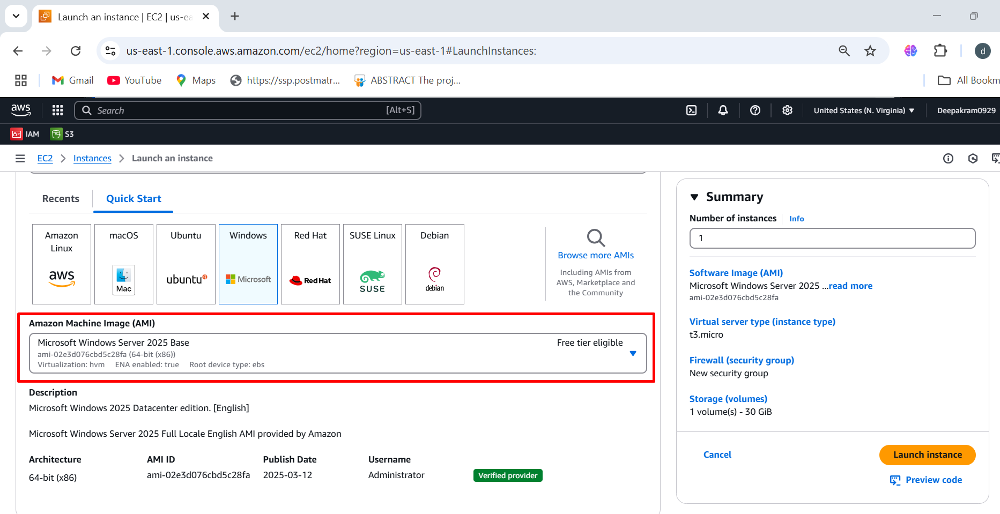 Launch an instance | EC2 | us-ea
us-east-1.console.aws.amazon.com/ec2/home?region=us-east-1#LaunchInstances:
d
Gmail
YouTube
Maps
https://ssp.postmatr...
ABSTRACT The proj...
All Bookm
aws
Search
[Alt+S]
United States (N. Virginia)
Deepakram0929
IAM
S3
EC2
Instances
Launch an instance
Recents
Quick Start
Amazon
Linux
aws
macOS
Mac
Ubuntu
ubuntu
Windows
Microsoft
Red Hat
Red Hat
SUSE Linux
SUSE
Debian
debian
Browse more AMIs
Including AMIs from
AWS, Marketplace and
the Community
Amazon Machine Image (AMI)
Microsoft Windows Server 2025 Base
Free tier eligible
ami-02e3d076cbd5c28fa (64-bit (x86))
Virtualization: hvm ENA enabled: true Root device type: ebs
Description
Microsoft Windows 2025 Datacenter edition. [English]
Microsoft Windows Server 2025 Full Locale English AMI provided by Amazon
Architecture
AMI ID
Publish Date
Username
64-bit (x86)
ami-02e3d076cbd5c28fa
2025-03-12
Administrator
Verified provider
Summary
Number of instances
Info
1
Software Image (AMI)
Microsoft Windows Server 2025 ...read more
ami-02e3d076cbd5c28fa
Virtual server type (instance type)
t3.micro
Firewall (security group)
New security group
Storage (volumes)
1 volume(s) - 30 GiB
Cancel
Launch instance
Preview code